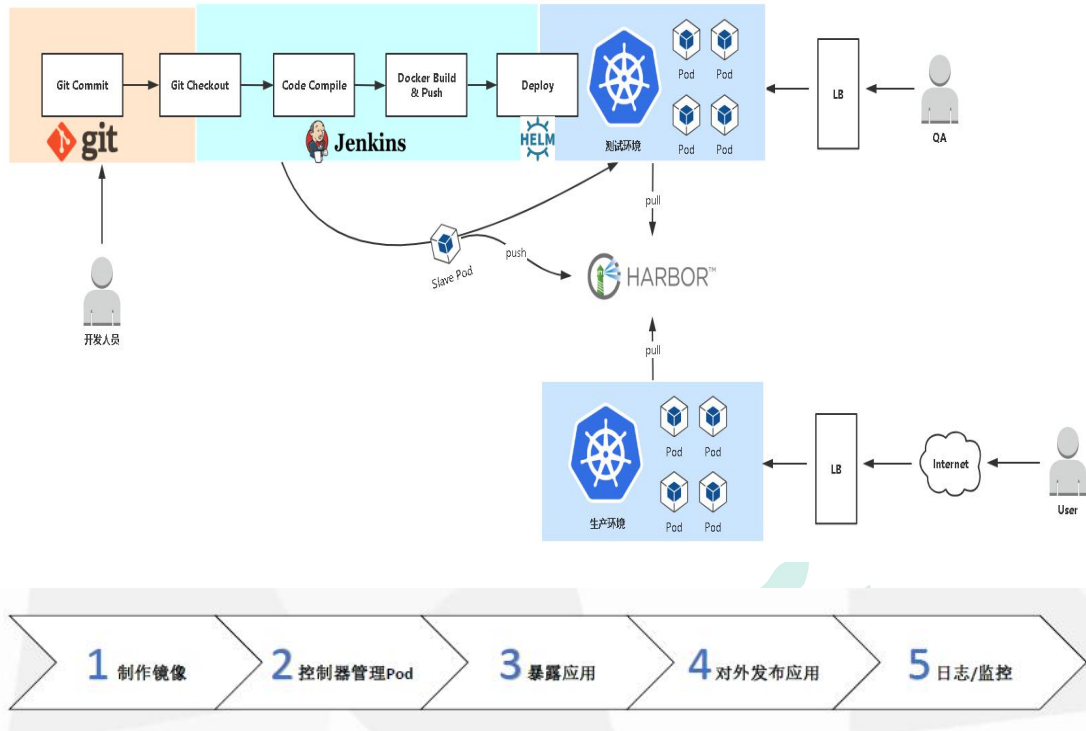 Git Commit
Git Checkout
Code Compile
Docker Build
& Push
Deploy
git
Jenkins
HELM
测试环境
Pod
Pod
Pod
Pod
LB
QA
pull
push
Slave Pod
HARBOR™
开发人员
pull
生产环境
Pod
Pod
Pod
Pod
LB
Internet
User
1 制作镜像
2 控制器管理Pod
3 暴露应用
4 对外发布应用
5 日志/监控